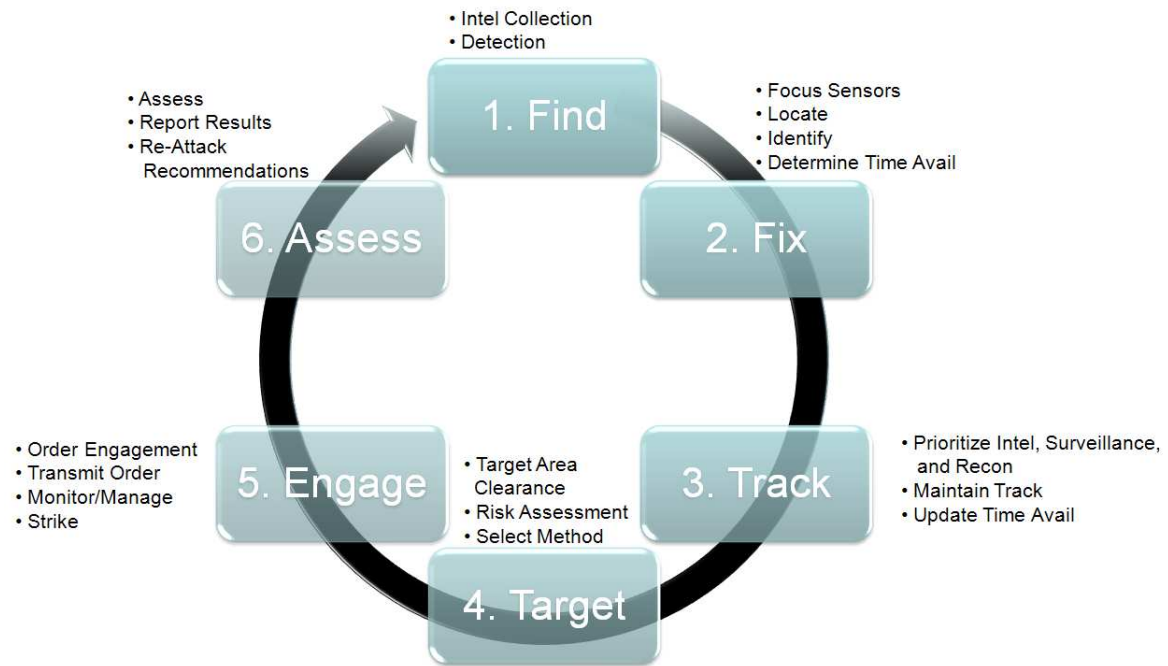 • Intel Collection
• Detection
1. Find
• Focus Sensors
• Locate
• Identify
• Determine Time Avail
2. Fix
• Prioritize Intel, Surveillance,
and Recon
• Maintain Track
• Update Time Avail
3. Track
• Target Area
Clearance
• Risk Assessment
• Select Method
4. Target
• Order Engagement
• Transmit Order
• Monitor/Manage
• Strike
5. Engage
• Assess
• Report Results
• Re-Attack
Recommendations
6. Assess